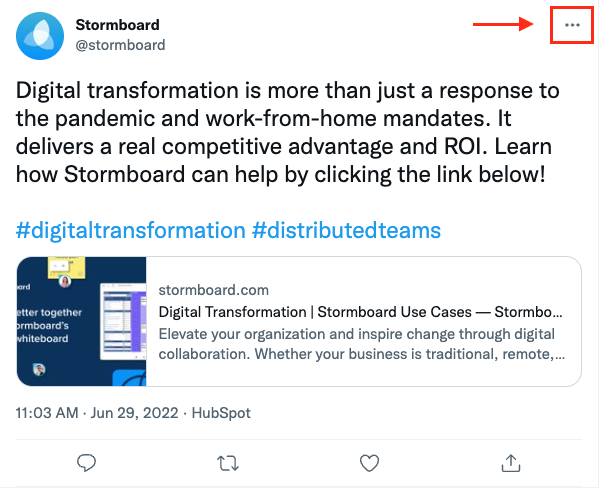 Stormboard
@stormboard
Digital transformation is more than just a response to
the pandemic and work-from-home mandates. It
delivers a real competitive advantage and ROI. Learn
how Stormboard can help by clicking the link below!
#digitaltransformation #distributedteams
ard
etter together
ormboard's
whiteboard
stormboard.com
Digital Transformation | Stormboard Use Cases — Stormbo...
Elevate your organization and inspire change through digital
collaboration. Whether your business is traditional, remote,...
11:03 AM · Jun 29, 2022 · HubSpot